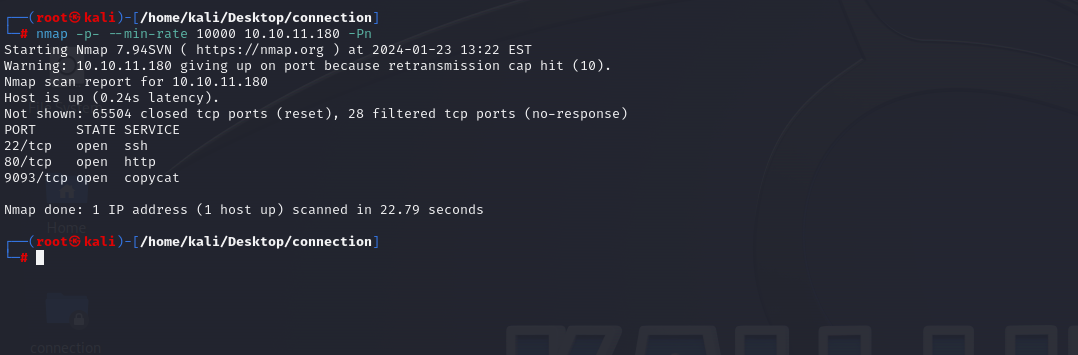 ┌──(root㉿kali)-[/home/kali/Desktop/connection]
└─# nmap -p- --min-rate 10000 10.10.11.180 -Pn
Starting Nmap 7.94SVN ( https://nmap.org ) at 2024-01-23 13:22 EST
Warning: 10.10.11.180 giving up on port because retransmission cap hit (10).
Nmap scan report for 10.10.11.180
Host is up (0.24s latency).
Not shown: 65504 closed tcp ports (reset), 28 filtered tcp ports (no-response)
PORT     STATE SERVICE
22/tcp   open  ssh
80/tcp   open  http
9093/tcp open  copycat
Nmap done: 1 IP address (1 host up) scanned in 22.79 seconds
Home
┌──(root㉿kali)-[/home/kali/Desktop/connection]
└─#
connection